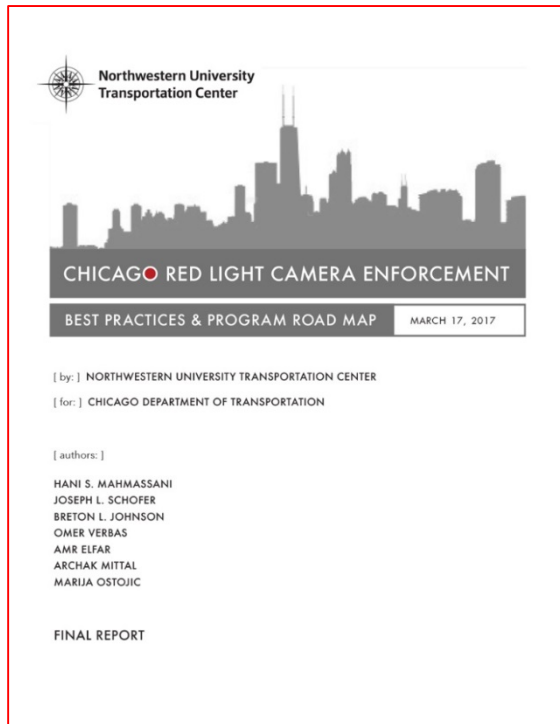 Northwestern University
Transportation Center
CHICAGO RED LIGHT CAMERA ENFORCEMENT
BEST PRACTICES & PROGRAM ROAD MAP
MARCH 17, 2017
[ by: ] NORTHWESTERN UNIVERSITY TRANSPORTATION CENTER
[ for: ] CHICAGO DEPARTMENT OF TRANSPORTATION
[ authors: ]
HANI S. MAHMASSANI
JOSEPH L. SCHOFER
BRETON L. JOHNSON
OMER VERBAS
AMR ELFAR
ARCHAK MITTAL
MARIJA OSTOJIC
FINAL REPORT